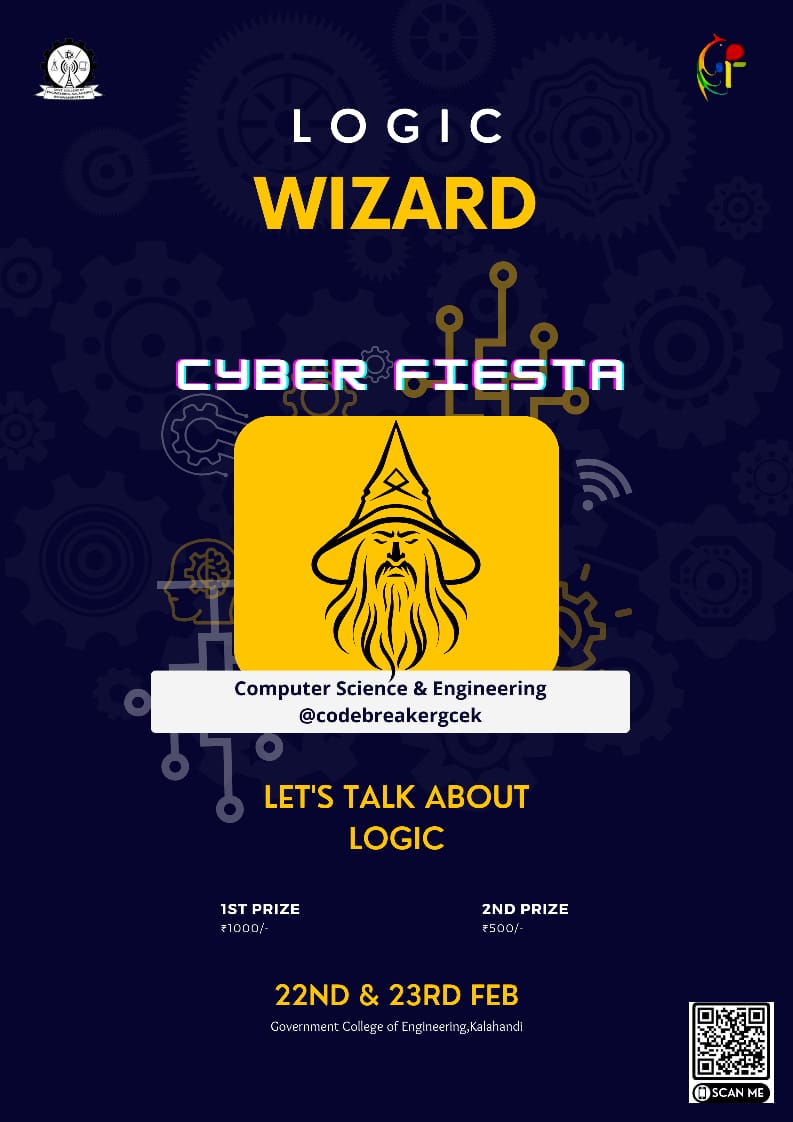 LOGIC
WIZARD
CYBER FIESTA
Computer Science & Engineering
@codebreakergcek
LET'S TALK ABOUT
LOGIC
1ST PRIZE
₹1000/-
2ND PRIZE
₹500/-
22ND & 23RD FEB
Government College of Engineering,Kalahandi
SCAN ME